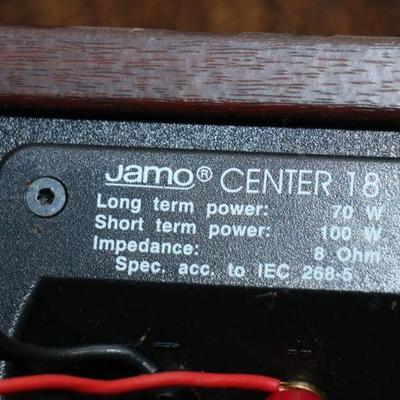 Jamo® CENTER 18
Long term power: 70 W
Short term power: 100 W
Impedance: 8 Ohm
Spec. acc. to IEC 268-5